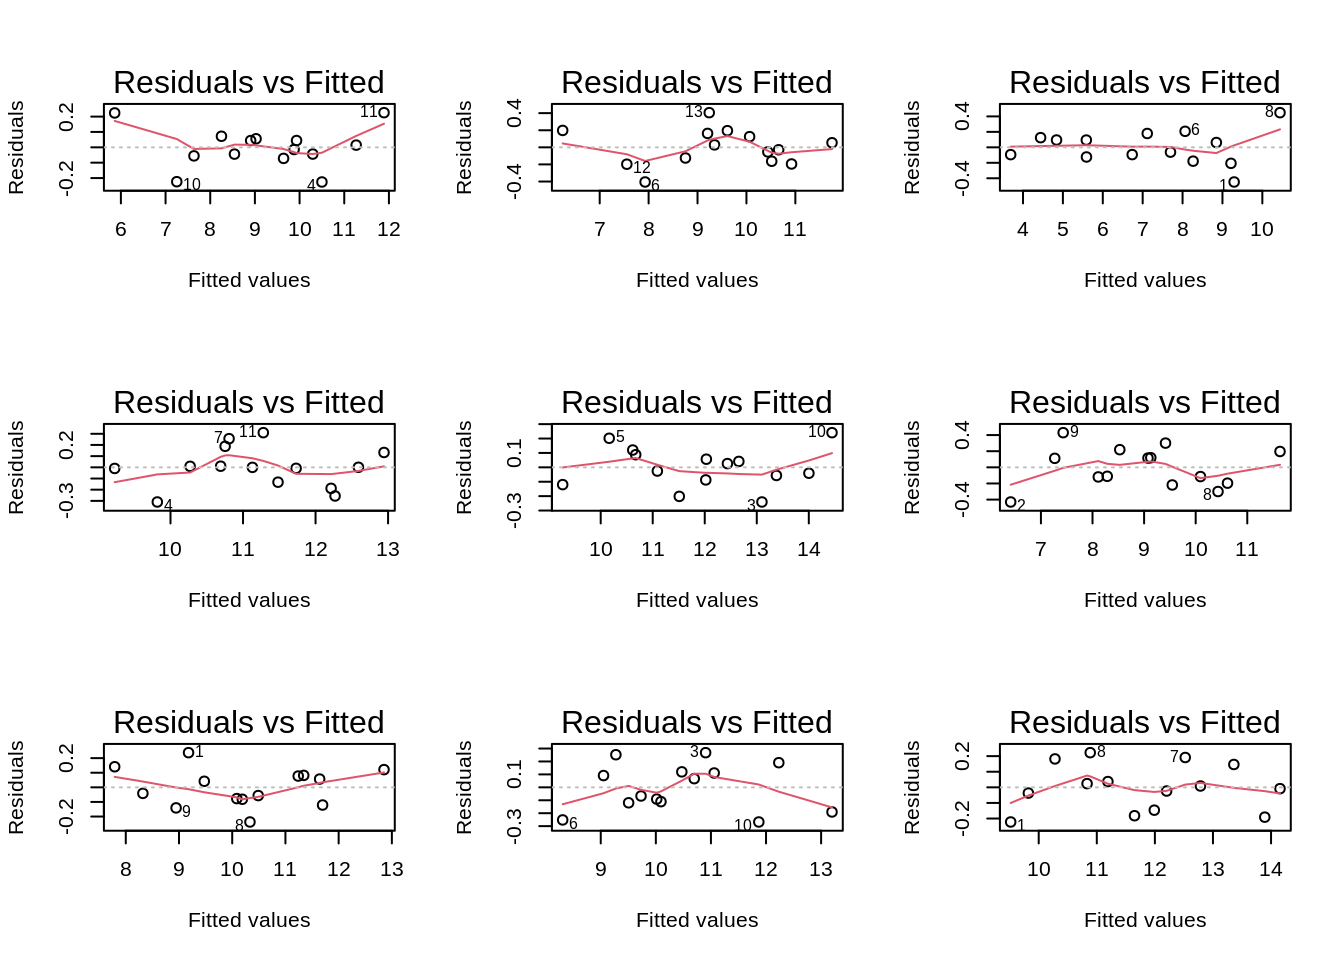 Residuals vs Fitted
Residuals
0.2
-0.2
11
10
4
6 7 8 9 10 11 12
Fitted values
Residuals vs Fitted
Residuals
0.4
-0.4
13
12
6
7 8 9 10 11
Fitted values
Residuals vs Fitted
Residuals
0.4
-0.4
8
6
1
4 5 6 7 8 9 10
Fitted values
Residuals vs Fitted
Residuals
0.2
-0.3
7
11
4
10 11 12 13
Fitted values
Residuals vs Fitted
Residuals
0.1
-0.3
5
10
3
10 11 12 13 14
Fitted values
Residuals vs Fitted
Residuals
0.4
-0.4
9
8
2
7 8 9 10 11
Fitted values
Residuals vs Fitted
Residuals
0.2
-0.2
1
9
8
8 9 10 11 12 13
Fitted values
Residuals vs Fitted
Residuals
0.1
-0.3
3
6
10
9 10 11 12 13
Fitted values
Residuals vs Fitted
Residuals
0.2
-0.2
8
7
1
10 11 12 13 14
Fitted values